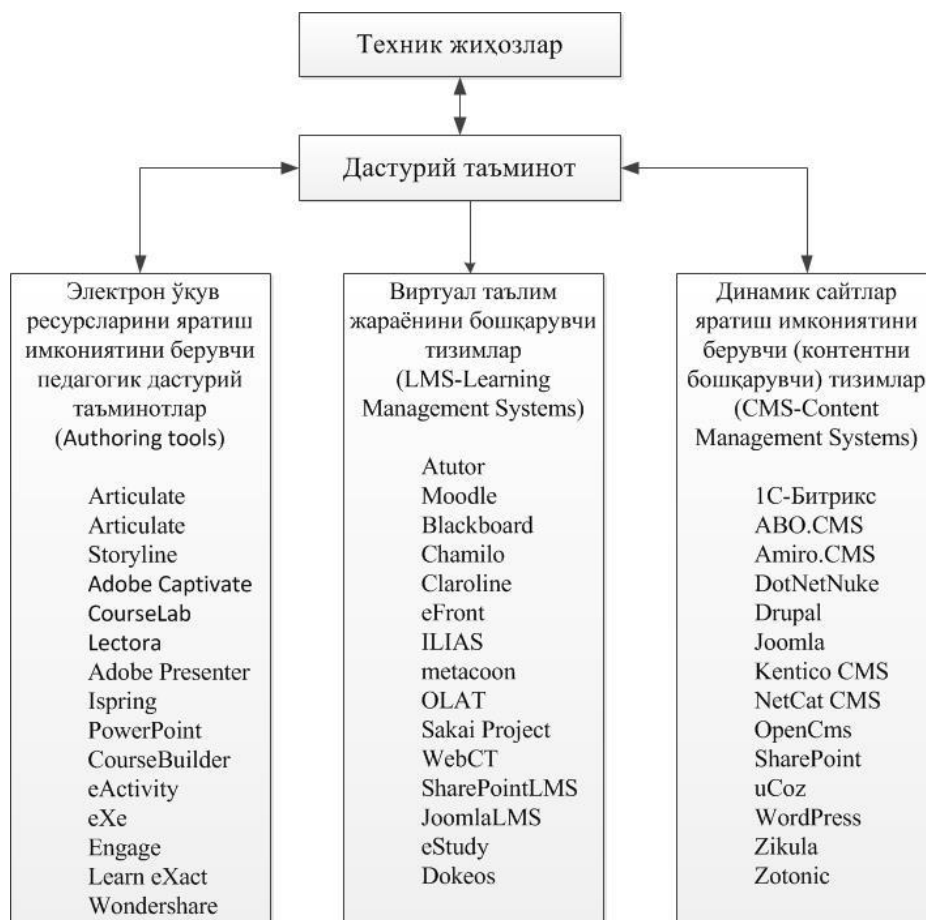 Техник жиҳозлар
Дастурий таъминот
Электрон ўқув
ресурсларини яратиш
имкониятини берувчи
педагогик дастурий
таъминотлар
(Authoring tools)
Articulate
Articulate
Storyline
Adobe Captivate
CourseLab
Lectora
Adobe Presenter
Ispring
PowerPoint
CourseBuilder
eActivity
eXe
Engage
Learn eXact
Wondershare
Виртуал таълим
жараёнини бошқарувчи
тизимлар
(LMS-Learning
Management Systems)
Atutor
Moodle
Blackboard
Chamilo
Claroline
eFront
ILIAS
metacoon
OLAT
Sakai Project
WebCT
SharePointLMS
JoomlaLMS
eStudy
Dokeos
Динамик сайтлар
яратиш имкониятини
берувчи (контентни
бошқарувчи) тизимлар
(CMS-Content
Management Systems)
1С-Битрикс
ABO.CMS
Amiro.CMS
DotNetNuke
Drupal
Joomla
Kentico CMS
NetCat CMS
OpenCms
SharePoint
uCoz
WordPress
Zikula
Zotonic